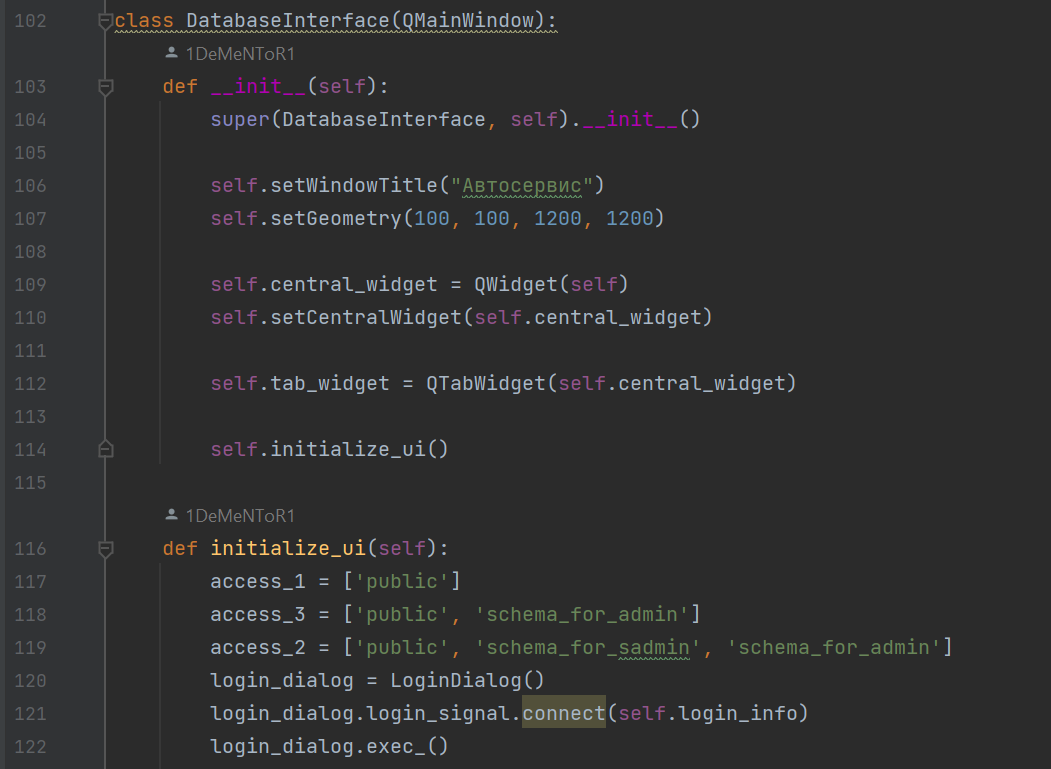 102 class DatabaseInterface(QMainWindow):
1DeMeNToR1
103 def __init__(self):
104 super(DatabaseInterface, self).__init__()
105
106 self.setWindowTitle("Автосервис")
107 self.setGeometry(100, 100, 1200, 1200)
108
109 self.central_widget = QWidget(self)
110 self.setCentralWidget(self.central_widget)
111
112 self.tab_widget = QTabWidget(self.central_widget)
113
114 self.initialize_ui()
115
1DeMeNToR1
116 def initialize_ui(self):
117 access_1 = ['public']
118 access_3 = ['public', 'schema_for_admin']
119 access_2 = ['public', 'schema_for_sadmin', 'schema_for_admin']
120 login_dialog = LoginDialog()
121 login_dialog.login_signal.connect(self.login_info)
122 login_dialog.exec_()